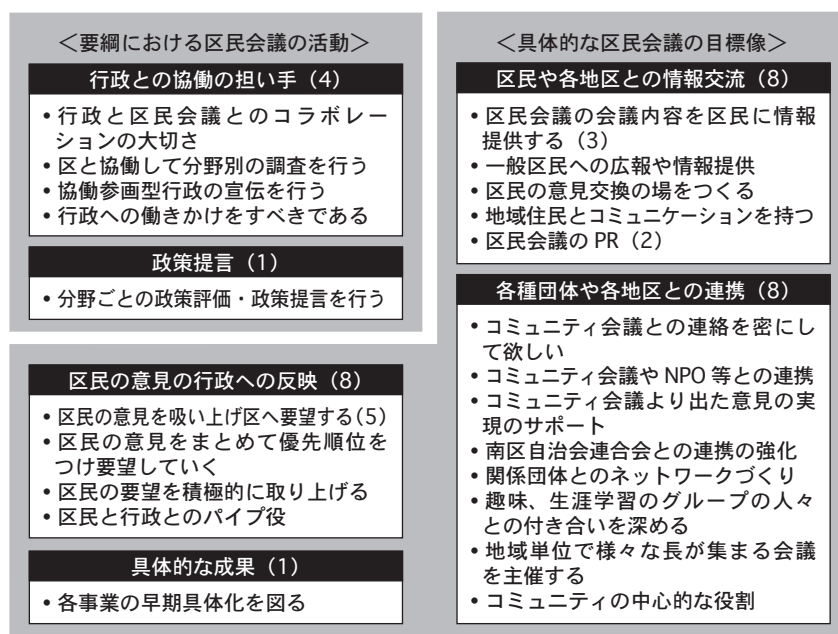 ＜要綱における区民会議の活動＞
行政との協働の担い手（4）
•行政と区民会議とのコラボレー
ションの大切さ
•区と協働して分野別の調査を行う
•協働参画型行政の宣伝を行う
•行政への働きかけをすべきである
政策提言（1）
•分野ごとの政策評価・政策提言を行う
区民の意見の行政への反映（8）
•区民の意見を吸い上げ区へ要望する(5)
•区民の意見をまとめて優先順位を
つけ要望していく
•区民の要望を積極的に取り上げる
•区民と行政とのパイプ役
具体的な成果（1）
•各事業の早期具体化を図る
＜具体的な区民会議の目標像＞
区民や各地区との情報交流（8）
•区民会議の会議内容を区民に情報
提供する（3）
•一般区民への広報や情報提供
•区民の意見交換の場をつくる
•地域住民とコミュニケーションを持つ
•区民会議の PR（2）
各種団体や各地区との連携（8）
•コミュニティ会議との連絡を密にし
て欲しい
•コミュニティ会議や NPO 等との連携
•コミュニティ会議より出た意見の実
現のサポート
•南区自治会連合会との連携の強化
•関係団体とのネットワークづくり
•趣味、生涯学習のグループの人々
との付き合いを深める
•地域単位で様々な長が集まる会議
を主催する
•コミュニティの中心的な役割